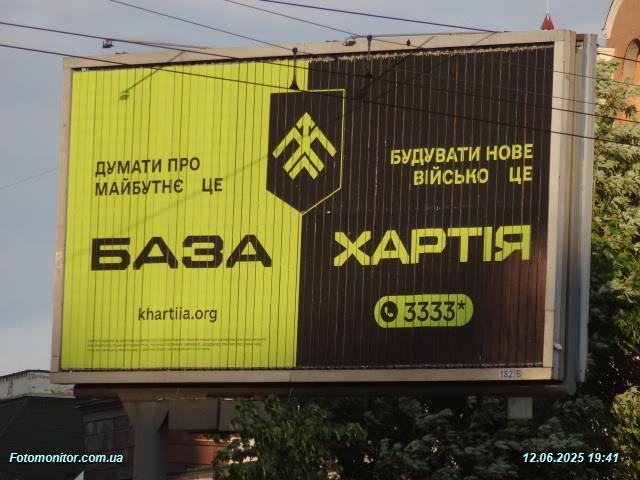 ДУМАТИ ПРО
МАЙБУТНЄ ЦЕ
БАЗА
khartiia.org
БУДУВАТИ НОВЕ
ВІЙСЬКО ЦЕ
ХАРТІЯ
3333*
182 Б
Fotomonitor.com.ua
12.06.2025 19:41